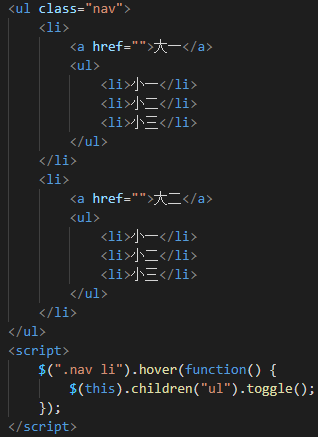 <ul class="nav">
    <li>
        <a href="">大一</a>
        <ul>
            <li>小一</li>
            <li>小二</li>
            <li>小三</li>
        </ul>
    </li>
    <li>
        <a href="">大二</a>
        <ul>
            <li>小一</li>
            <li>小二</li>
            <li>小三</li>
        </ul>
    </li>
</ul>
<script>
    $(".nav li").hover(function() {
        $(this).children("ul").toggle();
    });
</script>